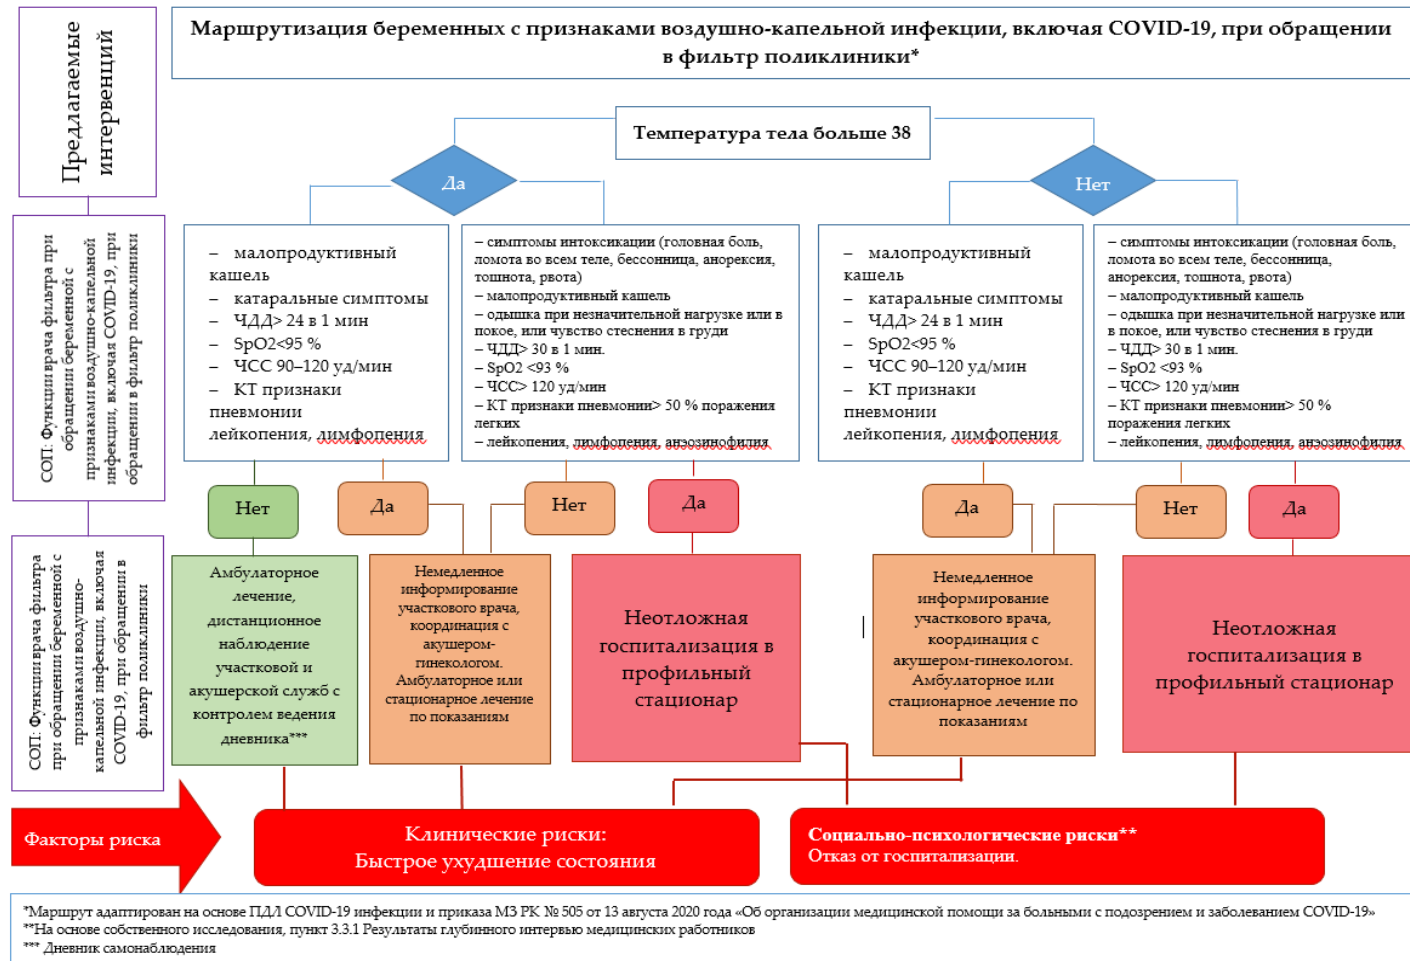 Предлагаемые
интервенций
Маршрутизация беременных с признаками воздушно-капельной инфекции, включая COVID-19, при обращении
в фильтр поликлиники*
Температура тела больше 38
Да
Нет
СОП: Функции врача фильтра при
обращении беременной с
признаками воздушно-капельной
инфекции, включая COVID-19, при
обращении в фильтр поликлиники
– малопродуктивный
кашель
– катаральные симптомы
– ЧДД> 24 в 1 мин
– SpO2<95 %
– ЧСС 90–120 уд/мин
– КТ признаки
пневмонии
лейкопения, лимфопения
– симптомы интоксикации (головная боль,
ломота во всем теле, бессонница, анорексия,
тошнота, рвота)
– малопродуктивный кашель
– одышка при незначительной нагрузке или в
покое, или чувство стеснения в груди
– ЧДД> 30 в 1 мин.
– SpO2 <93 %
– ЧСС> 120 уд/мин
– КТ признаки пневмонии> 50 % поражения
легких
– лейкопения, лимфопения, анэозинофилия
– малопродуктивный
кашель
– катаральные симптомы
– ЧДД> 24 в 1 мин
– SpO2<95 %
– ЧСС 90–120 уд/мин
– КТ признаки
пневмонии
лейкопения, лимфопения
– симптомы интоксикации (головная боль,
ломота во всем теле, бессонница,
анорексия, тошнота, рвота)
– малопродуктивный кашель
– одышка при незначительной нагрузке или
в покое, или чувство стеснения в груди
– ЧДД> 30 в 1 мин.
– SpO2 <93 %
– ЧСС> 120 уд/мин
– КТ признаки пневмонии> 50 %
поражения легких
– лейкопения, лимфопения, анэозинофилия
Нет
Да
Нет
Да
Да
Нет
Да
СОП: Функции врача фильтра
при обращении беременной с
признаками воздушно-
капельной инфекции, включая
COVID-19, при обращении в
фильтр поликлиники
Амбулаторное
лечение,
дистанционное
наблюдение
участковой и
акушерской служб с
контролем ведения
дневника***
Немедленное
информирование
участкового врача,
координация с
акушером-
гинекологом.
Амбулаторное или
стационарное лечение
по показаниям
Неотложная
госпитализация в
профильный
стационар
Немедленное
информирование
участкового врача,
координация с
акушером-гинекологом.
Амбулаторное или
стационарное лечение по
показаниям
Неотложная
госпитализация в
профильный стационар
Факторы риска
Клинические риски:
Быстрое ухудшение состояния
Социально-психологические риски**
Отказ от госпитализации.
*Маршрут адаптирован на основе ПДЛ COVID-19 инфекции и приказа МЗ РК № 505 от 13 августа 2020 года «Об организации медицинской помощи за больными с подозрением и заболеванием COVID-19»
**На основе собственного исследования, пункт 3.3.1 Результаты глубинного интервью медицинских работников
*** Дневник самонаблюдения